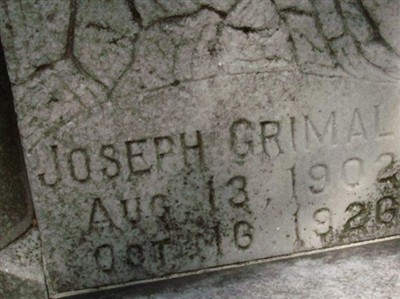 JOSEPH GRIMAL
AUG. 13, 1902
OCT. 16 1926